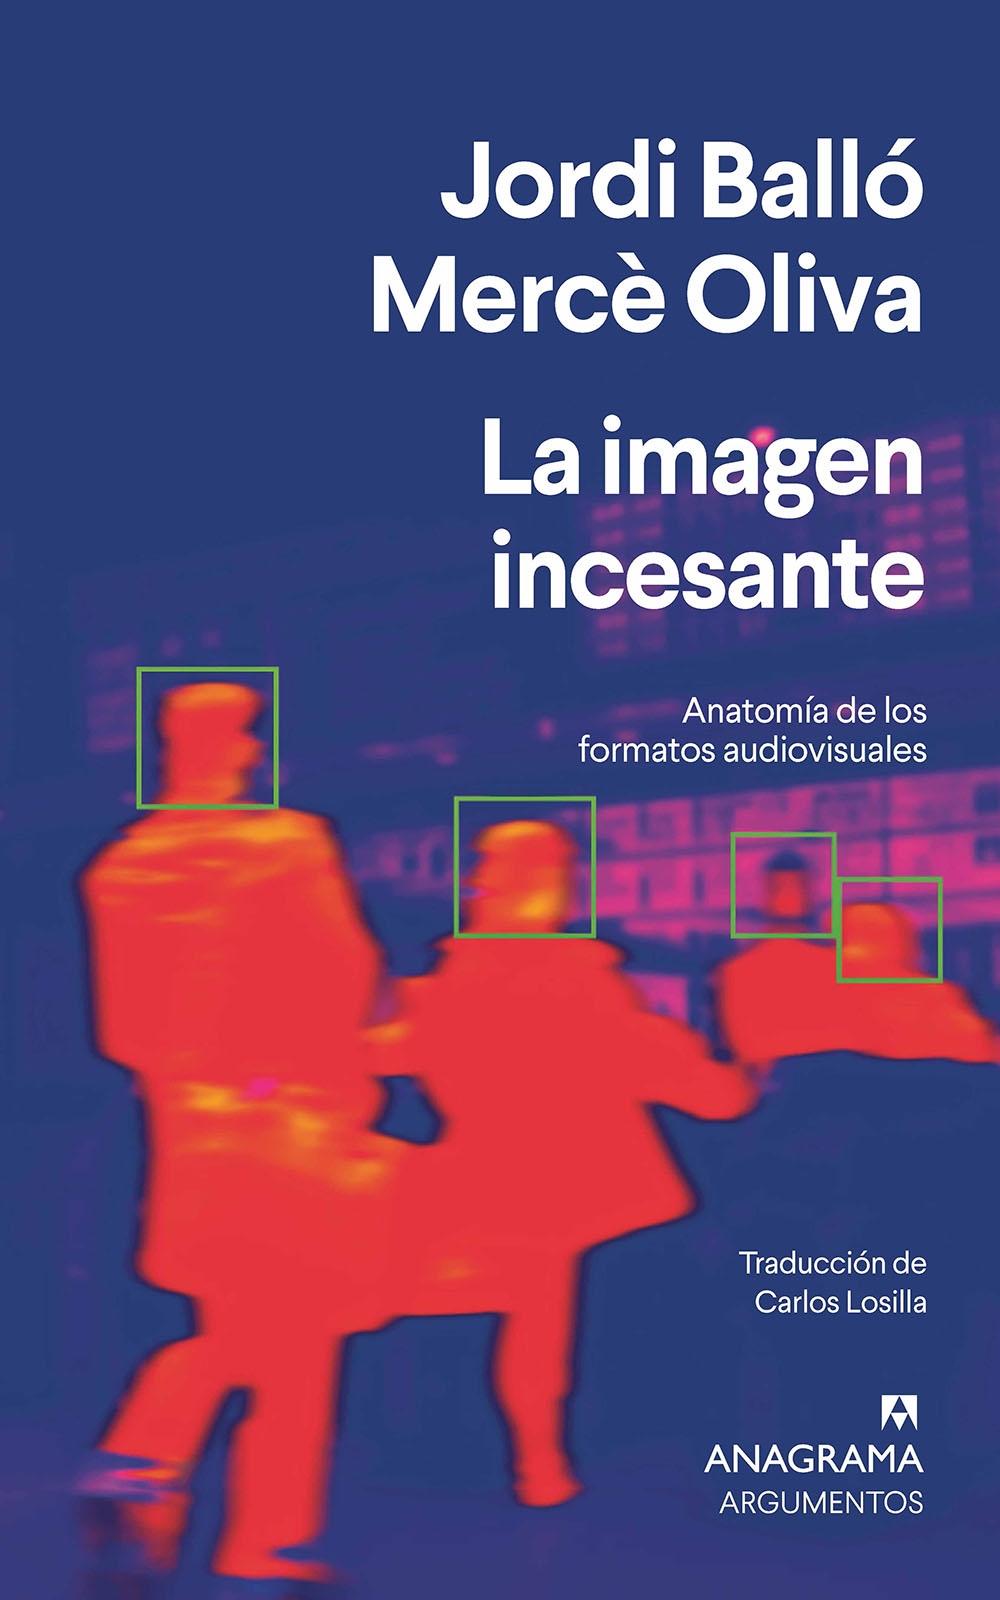 Jordi Balló
Mercè Oliva
La imagen
incesante
Anatomía de los
formatos audiovisuales
Traducción de
Carlos Losilla
ANAGRAMA
ARGUMENTOS